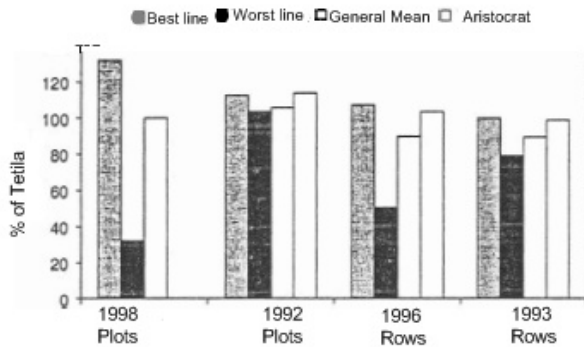 Best line Worst line General Mean Aristocrat
% of Tetila
120
100
80
60
40
20
0
1998 1992 1996 1993
Plots Plots Rows Rows